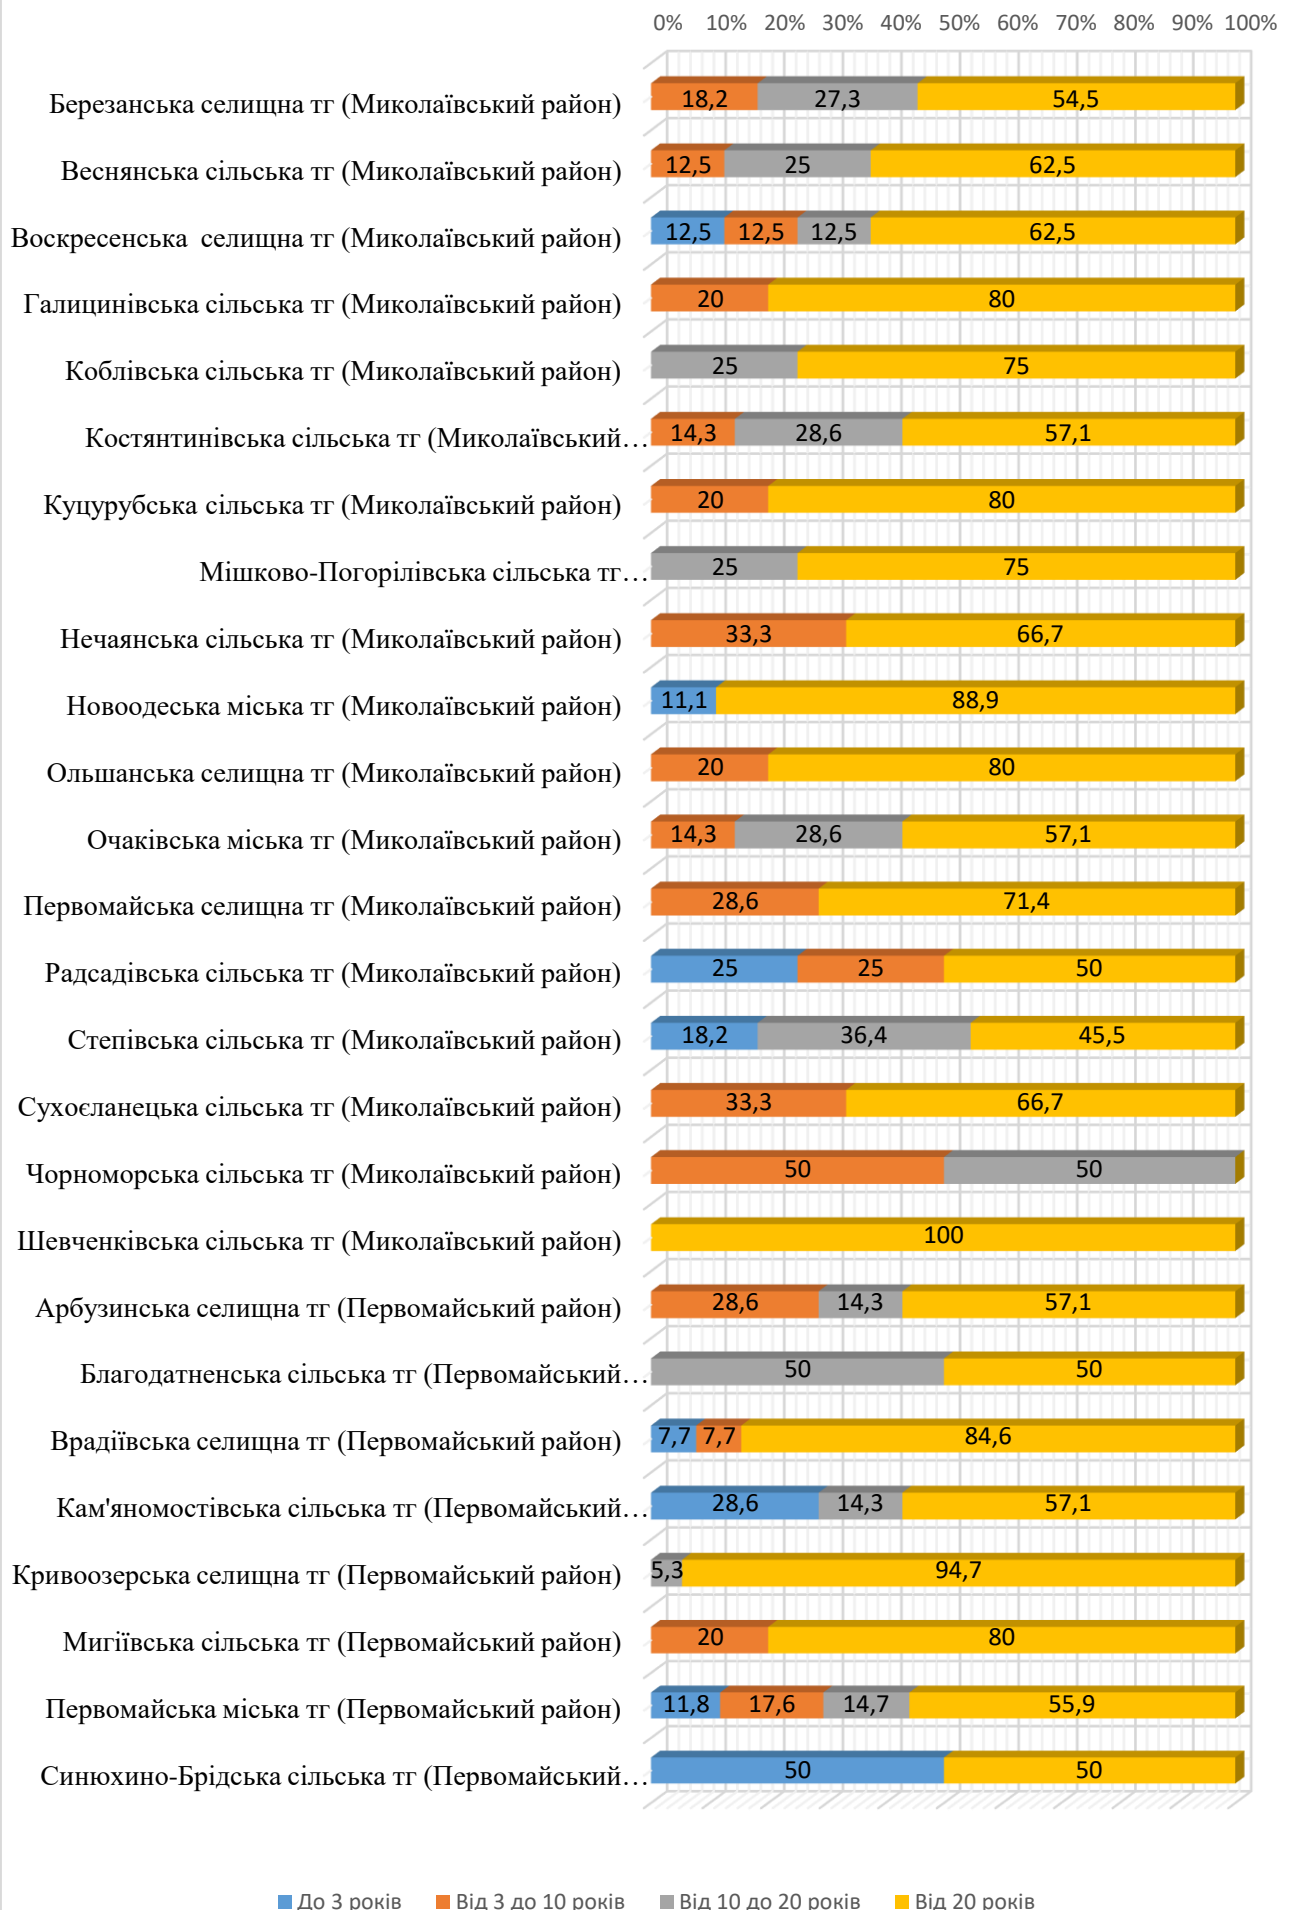 0% 10% 20% 30% 40% 50% 60% 70% 80% 90% 100%
Березанська селищна тг (Миколаївський район) 18,2 27,3 54,5
Веснянська сільська тг (Миколаївський район) 12,5 25 62,5
Воскресенська селищна тг (Миколаївський район) 12,5 12,5 12,5 62,5
Галицинівська сільська тг (Миколаївський район) 20 80
Коблівська сільська тг (Миколаївський район) 25 75
Костянтинівська сільська тг (Миколаївський… 14,3 28,6 57,1
Куцурубська сільська тг (Миколаївський район) 20 80
Мішково-Погорілівська сільська тг… 25 75
Нечаянська сільська тг (Миколаївський район) 33,3 66,7
Новоодеська міська тг (Миколаївський район) 11,1 88,9
Ольшанська селищна тг (Миколаївський район) 20 80
Очаківська міська тг (Миколаївський район) 14,3 28,6 57,1
Первомайська селищна тг (Миколаївський район) 28,6 71,4
Радсадівська сільська тг (Миколаївський район) 25 25 50
Степівська сільська тг (Миколаївський район) 18,2 36,4 45,5
Сухоєланецька сільська тг (Миколаївський район) 33,3 66,7
Чорноморська сільська тг (Миколаївський район) 50 50
Шевченківська сільська тг (Миколаївський район) 100
Арбузинська селищна тг (Первомайський район) 28,6 14,3 57,1
Благодатненська сільська тг (Первомайський… 50 50
Врадіївська селищна тг (Первомайський район) 7,7 7,7 84,6
Кам'яномостівська сільська тг (Первомайський… 28,6 14,3 57,1
Кривоозерська селищна тг (Первомайський район) 5,3 94,7
Мигіївська сільська тг (Первомайський район) 20 80
Первомайська міська тг (Первомайський район) 11,8 17,6 14,7 55,9
Синюхино-Брідська сільська тг (Первомайський… 50 50
До 3 років Від 3 до 10 років Від 10 до 20 років Від 20 років